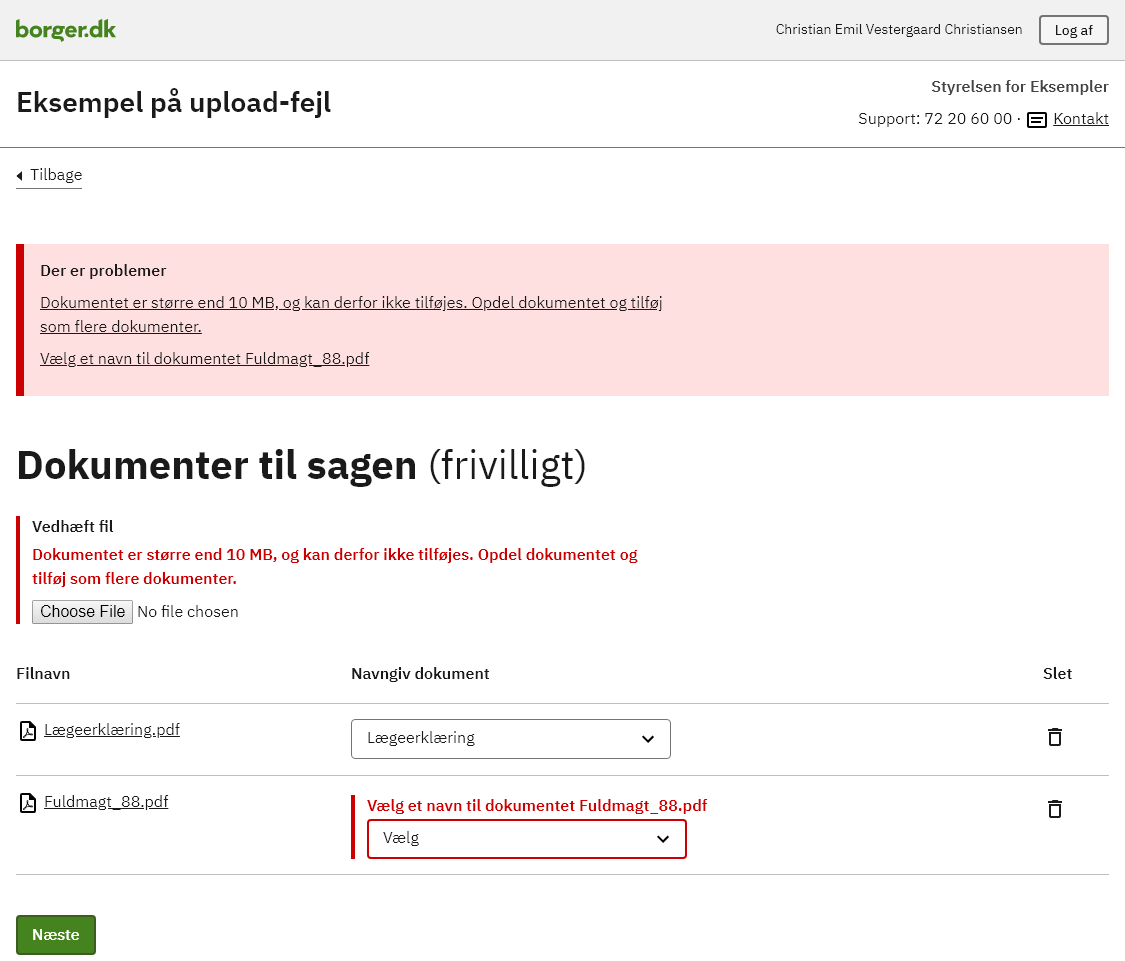 borger.dk
Christian Emil Vestergaard Christiansen
Log af
Eksempel på upload-fejl
Styrelsen for Eksempler
Support: 72 20 60 00 · Kontakt
Tilbage
Der er problemer
Dokumentet er større end 10 MB, og kan derfor ikke tilføjes. Opdel dokumentet og tilføj
som flere dokumenter.
Vælg et navn til dokumentet Fuldmagt_88.pdf
Dokumenter til sagen (frivilligt)
Vedhæft fil
Dokumentet er større end 10 MB, og kan derfor ikke tilføjes. Opdel dokumentet og
tilføj som flere dokumenter.
Choose File No file chosen
Filnavn Navngiv dokument Slet
Lægeerklæring.pdf Lægeerklæring
Fuldmagt_88.pdf Vælg et navn til dokumentet Fuldmagt_88.pdf
Vælg
Næste